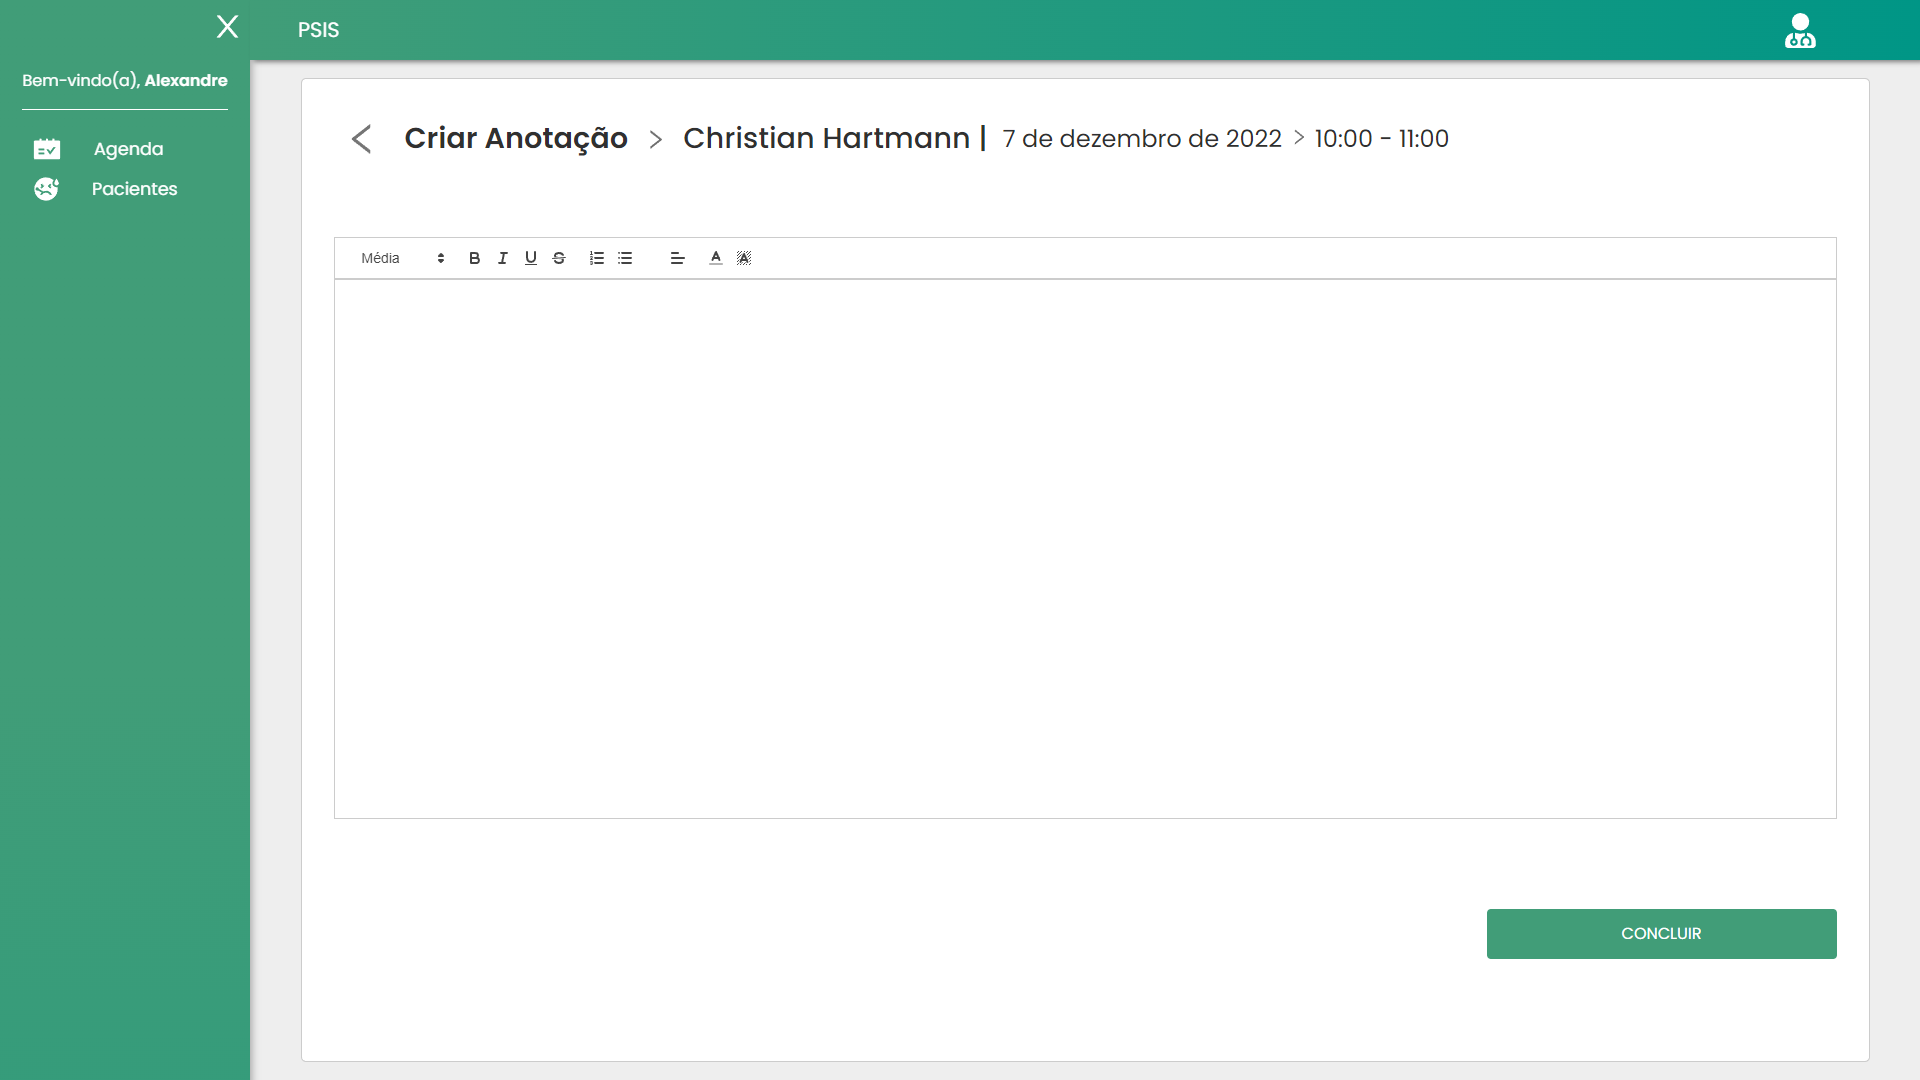 PSIS
Bem-vindo(a), Alexandre
Agenda
Pacientes
Criar Anotação > Christian Hartmann | 7 de dezembro de 2022 > 10:00 - 11:00
Média
CONCLUIR